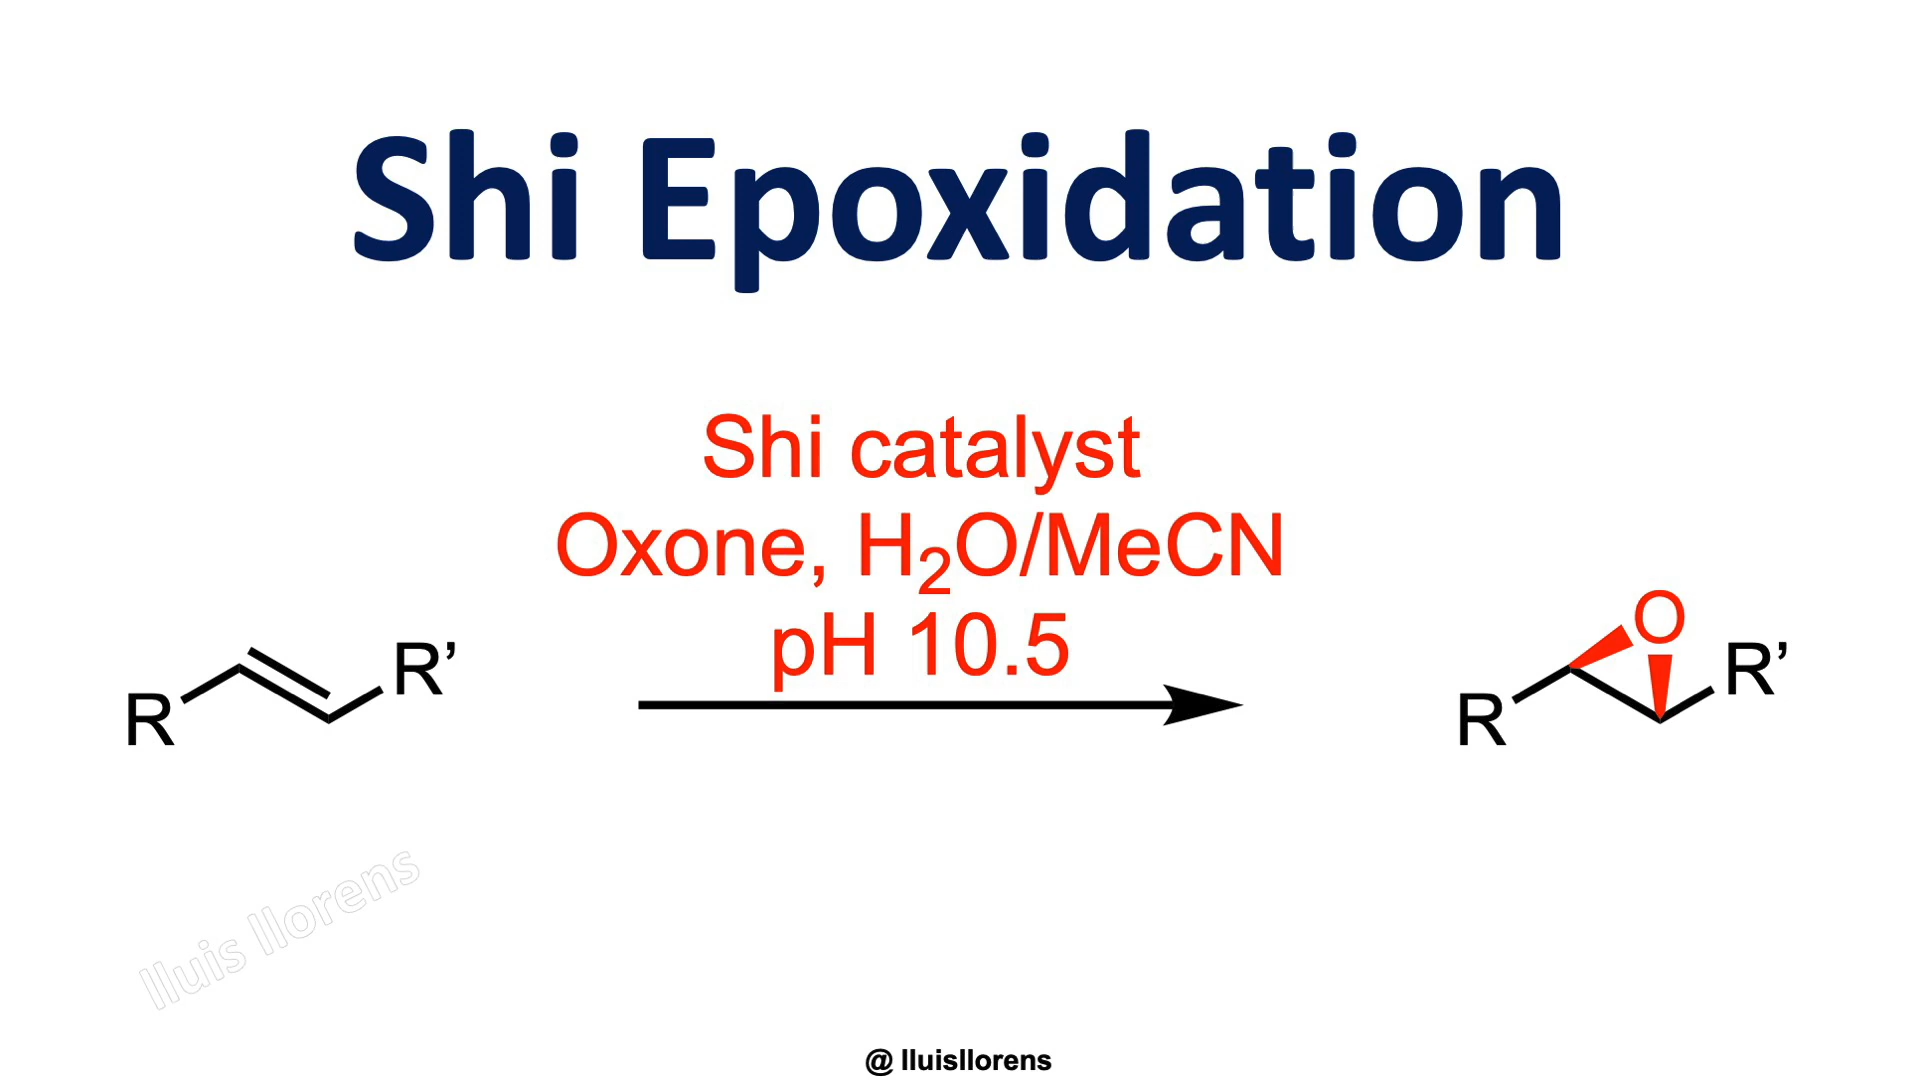 Shi Epoxidation
Shi catalyst
Oxone, H₂O/MeCN
pH 10.5
R
R’
O
R
R’
lluis llorens
@ lluisllorens